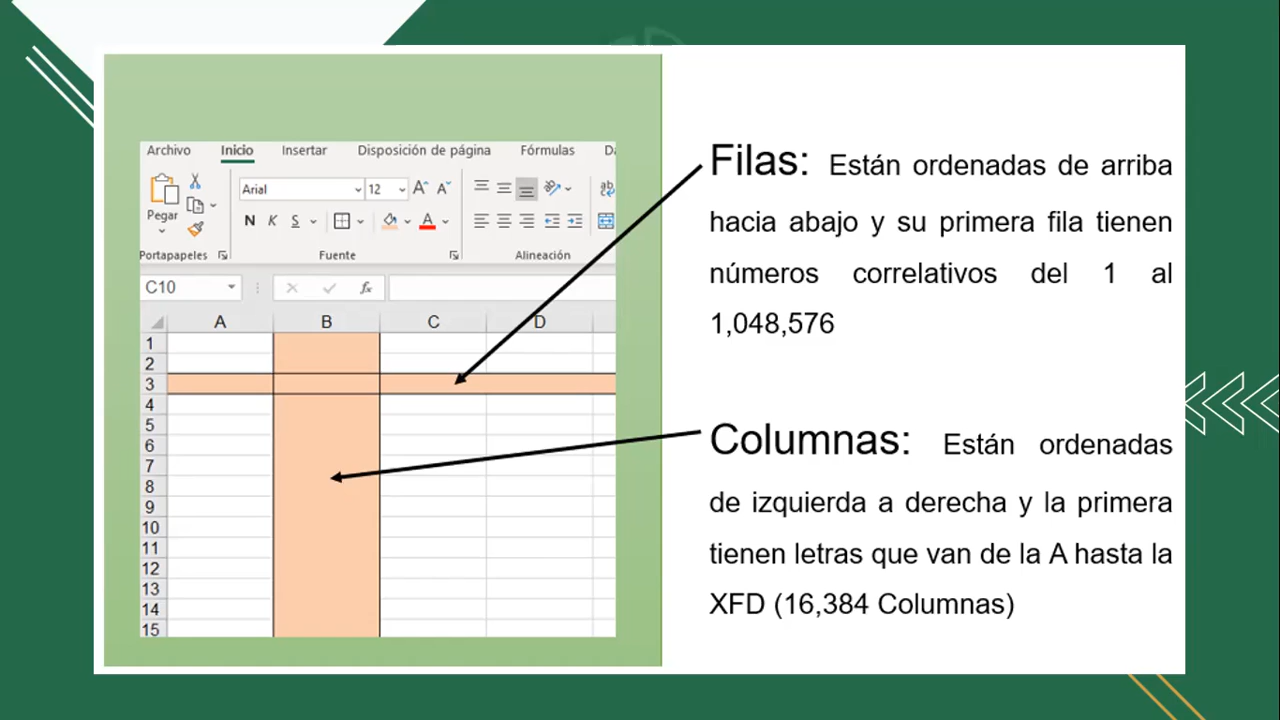 Archivo Inicio Insertar Disposición de página Fórmulas
Arial 12
Pegar
N K S
Portapapeles Fuente Alineación
C10 fx
A B C D
1
2
3
4
5
6
7
8
9
10
11
12
13
14
15
Filas: Están ordenadas de arriba
hacia abajo y su primera fila tienen
números correlativos del 1 al
1,048,576
Columnas: Están ordenadas
de izquierda a derecha y la primera
tienen letras que van de la A hasta la
XFD (16,384 Columnas)